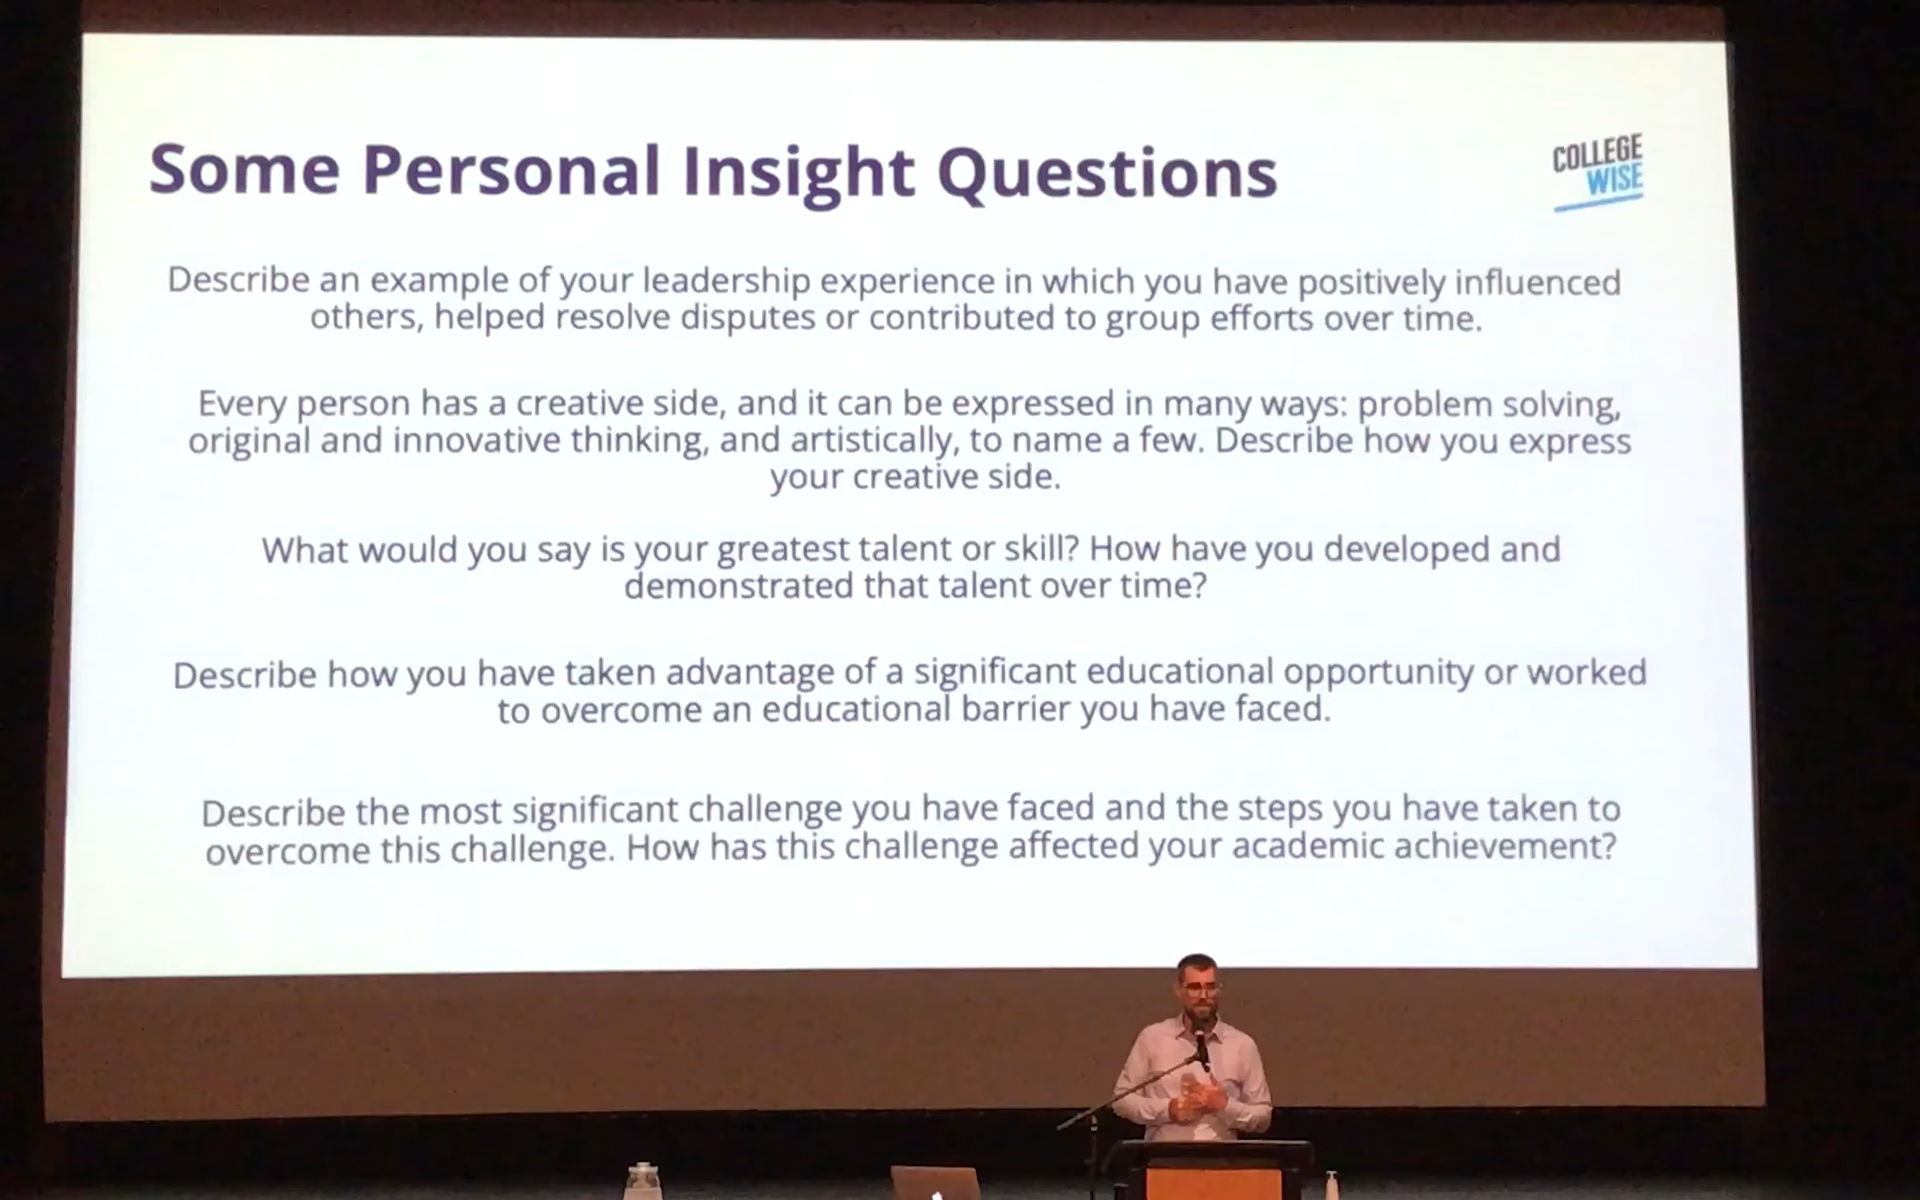 Some Personal Insight Questions
COLLEGE
WISE
Describe an example of your leadership experience in which you have positively influenced
others, helped resolve disputes or contributed to group efforts over time.
Every person has a creative side, and it can be expressed in many ways: problem solving,
original and innovative thinking, and artistically, to name a few. Describe how you express
your creative side.
What would you say is your greatest talent or skill? How have you developed and
demonstrated that talent over time?
Describe how you have taken advantage of a significant educational opportunity or worked
to overcome an educational barrier you have faced.
Describe the most significant challenge you have faced and the steps you have taken to
overcome this challenge. How has this challenge affected your academic achievement?